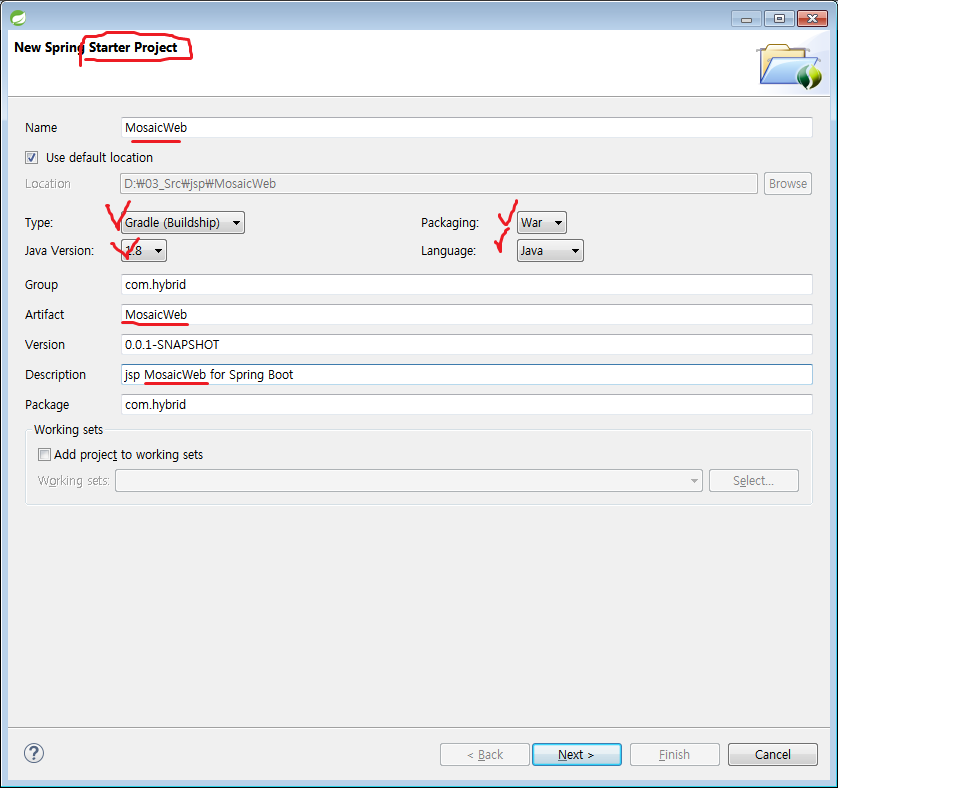 New Spring Starter Project
Name MosaicWeb
Use default location
Location D:₩03_Src₩jsp₩MosaicWeb Browse
Type: Gradle (Buildship) Packaging: War
Java Version: 1.8 Language: Java
Group com.hybrid
Artifact MosaicWeb
Version 0.0.1-SNAPSHOT
Description jsp MosaicWeb for Spring Boot
Package com.hybrid
Working sets
Add project to working sets
Working sets: Select...
? < Back Next > Finish Cancel